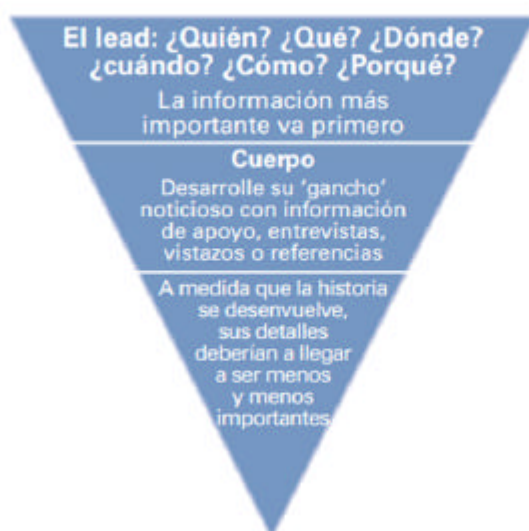 El lead: ¿Quién? ¿Qué? ¿Dónde?
¿cuándo? ¿Cómo? ¿Porqué?
La información más
importante va primero
Cuerpo
Desarrolle su 'gancho'
noticioso con información
de apoyo, entrevistas,
vistazos o referencias
A medida que la historia
se desenvuelve,
sus detalles
deberían a llegar
a ser menos
y menos
importantes